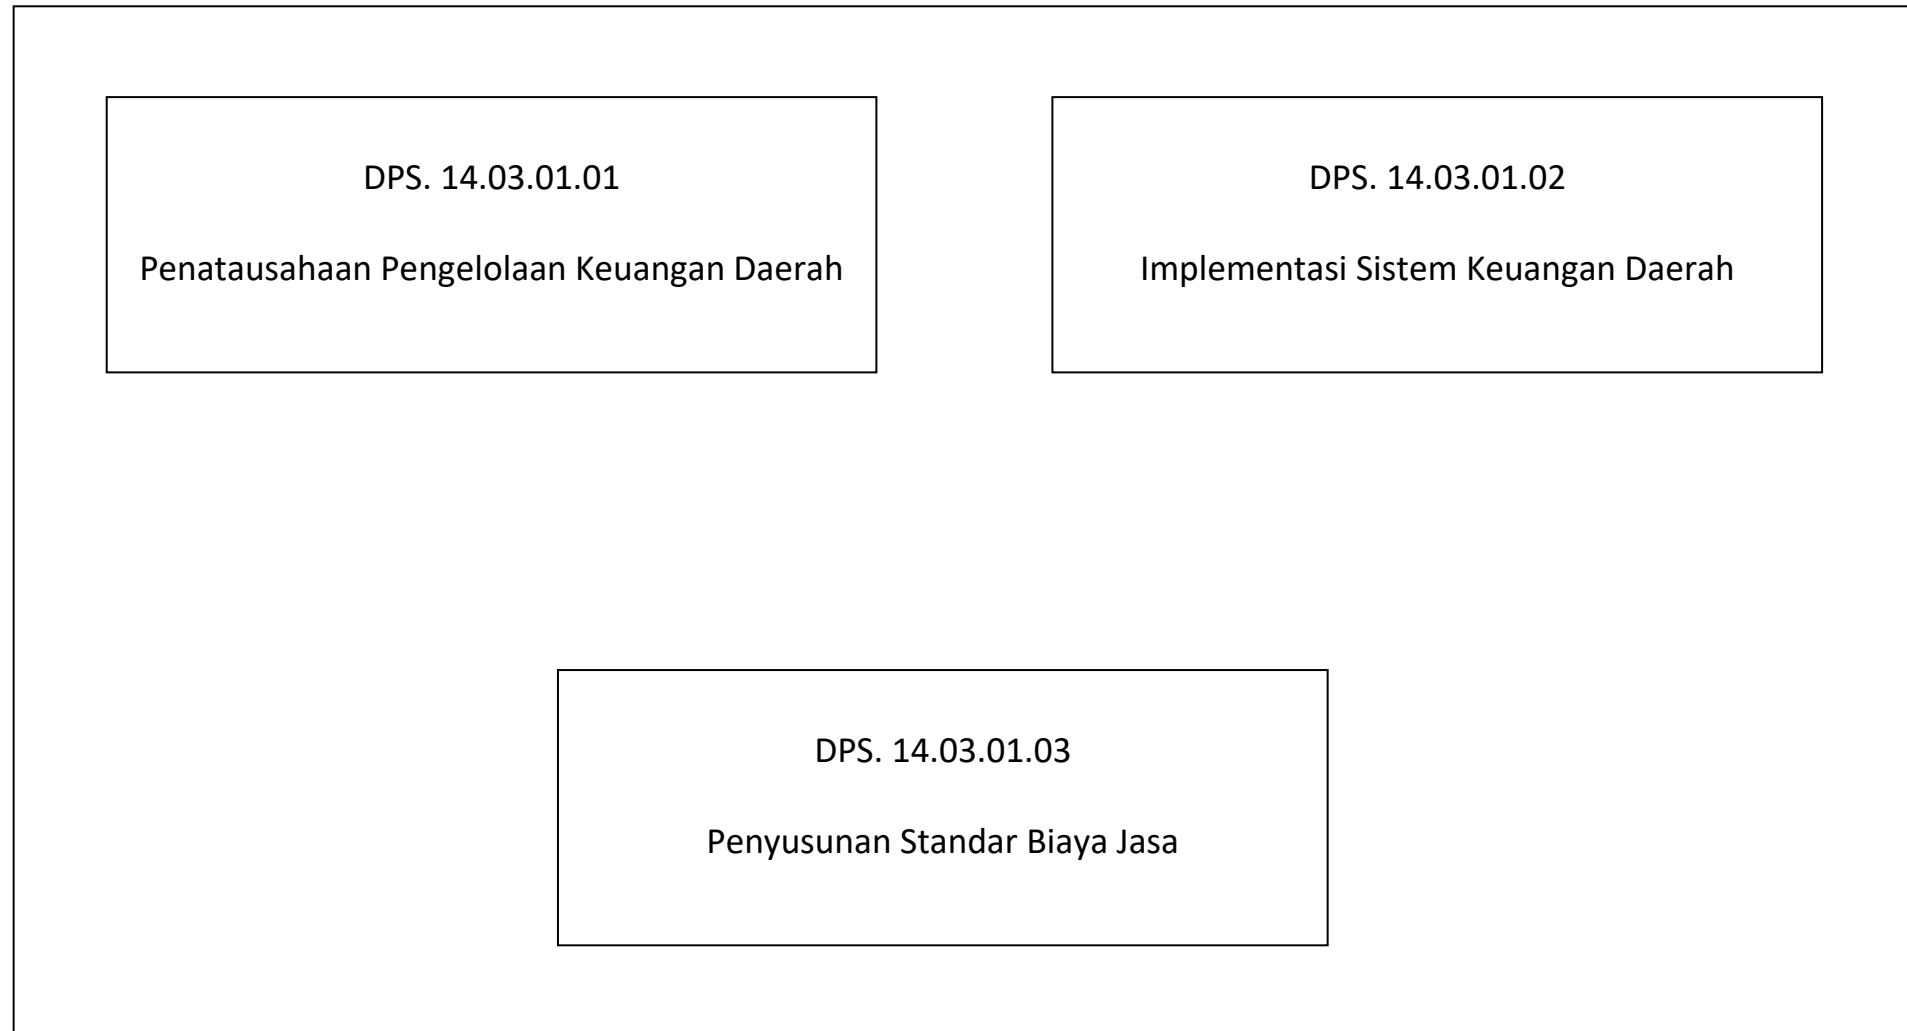 DPS. 14.03.01.01
Penatausahaan Pengelolaan Keuangan Daerah
DPS. 14.03.01.02
Implementasi Sistem Keuangan Daerah
DPS. 14.03.01.03
Penyusunan Standar Biaya Jasa